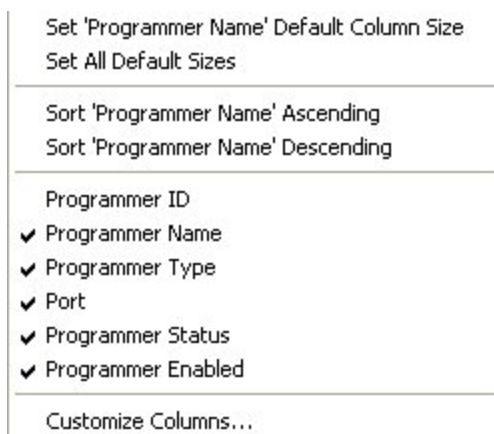 Set 'Programmer Name' Default Column Size
Set All Default Sizes
Sort 'Programmer Name' Ascending
Sort 'Programmer Name' Descending
Programmer ID
Programmer Name
Programmer Type
Port
Programmer Status
Programmer Enabled
Customize Columns...